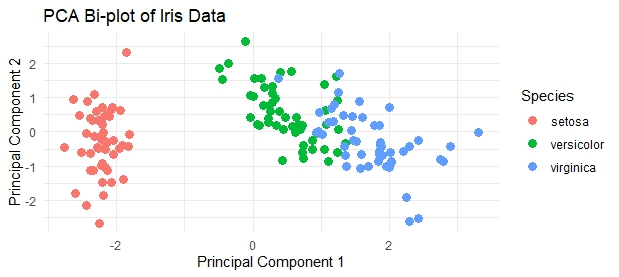 PCA Bi-plot of Iris Data
Principal Component 2
2
1
0
-1
-2
-2
0
2
Principal Component 1
Species
setosa
versicolor
virginica